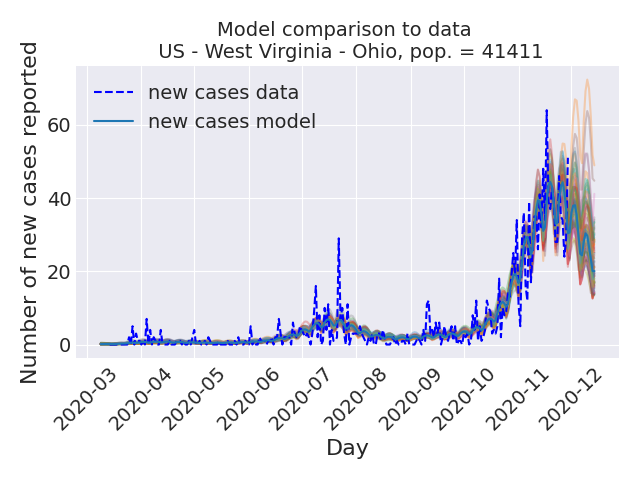 Model comparison to data
US - West Virginia - Ohio, pop. = 41411
Number of new cases reported
60
40
20
0
new cases data
new cases model
2020-03
2020-04
2020-05
2020-06
2020-07
2020-08
2020-09
2020-10
2020-11
2020-12
Day